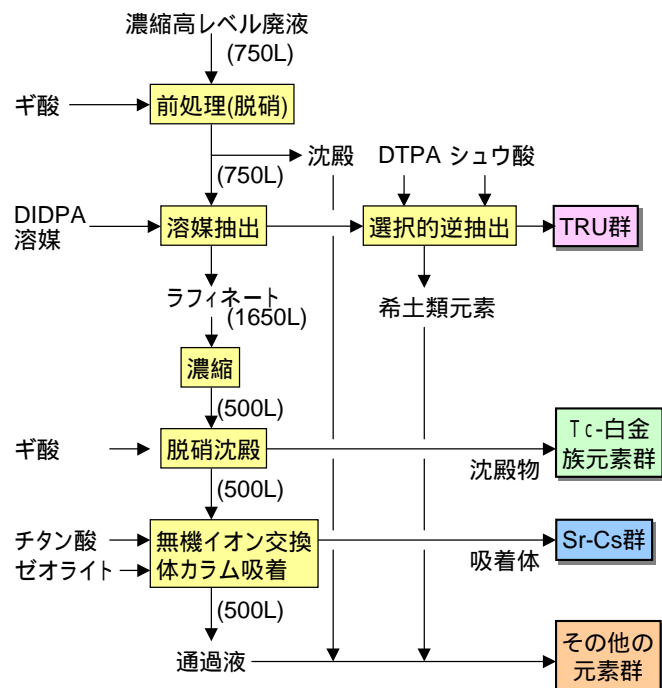 濃縮高レベル廃液
(750L)
ギ酸
前処理(脱硝)
(750L)
沈殿
DTPA シュウ酸
DIDPA
溶媒
溶媒抽出
選択的逆抽出
TRU群
ラフィネート
(1650L)
希土類元素
濃縮
(500L)
ギ酸
脱硝沈殿
沈殿物
Tc-白金
族元素群
(500L)
チタン酸
ゼオライト
無機イオン交換
体カラム吸着
吸着体
Sr-Cs群
(500L)
通過液
その他の
元素群